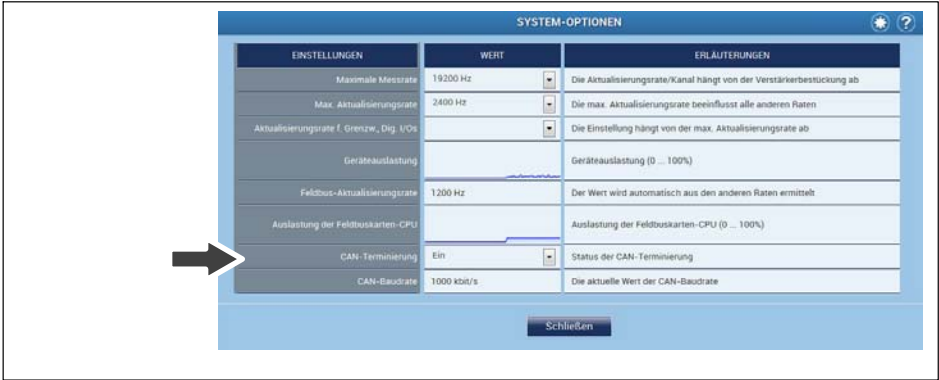 SYSTEM-OPTIONEN
?
EINSTELLUNGEN WERT ERLÄUTERUNGEN
Maximale Messrate 19200 Hz Die Aktualisierungsrate/Kanal hängt von der Verstärkerbestückung ab
Max. Aktualisierungsrate 2400 Hz Die max. Aktualisierungsrate beeinflusst alle anderen Raten
Aktualisierungsrate f. Grenzw., Dig. I/Os Die Einstellung hängt von der max. Aktualisierungsrate ab
Geräteauslastung Geräteauslastung (0 ... 100%)
Feldbus-Aktualisierungsrate 1200 Hz Der Wert wird automatisch aus den anderen Raten ermittelt
Auslastung der Feldbuskarten-CPU Auslastung der Feldbuskarten-CPU (0 ... 100%)
CAN-Terminierung Ein Status der CAN-Terminierung
CAN-Baudrate 1000 kbit/s Die aktuelle Wert der CAN-Baudrate
Schließen